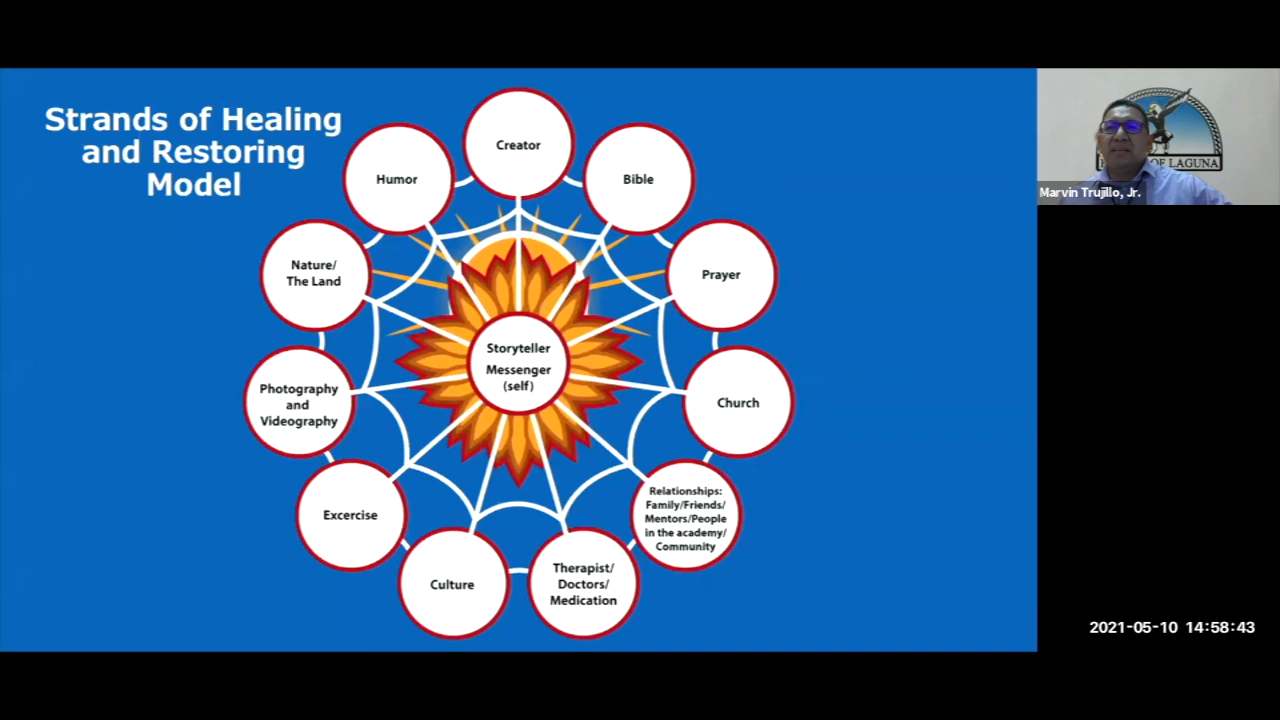 Strands of Healing
and Restoring
Model
Creator
Humor
Bible
Nature/
The Land
Prayer
Storyteller
Messenger
(self)
Photography
and
Videography
Church
Excercise
Relationships:
Family/Friends/
Mentors/People
in the academy/
Community
Culture
Therapist/
Doctors/
Medication
OF LAGUNA
Marvin Trujillo, Jr.
2021-05-10 14:58:43